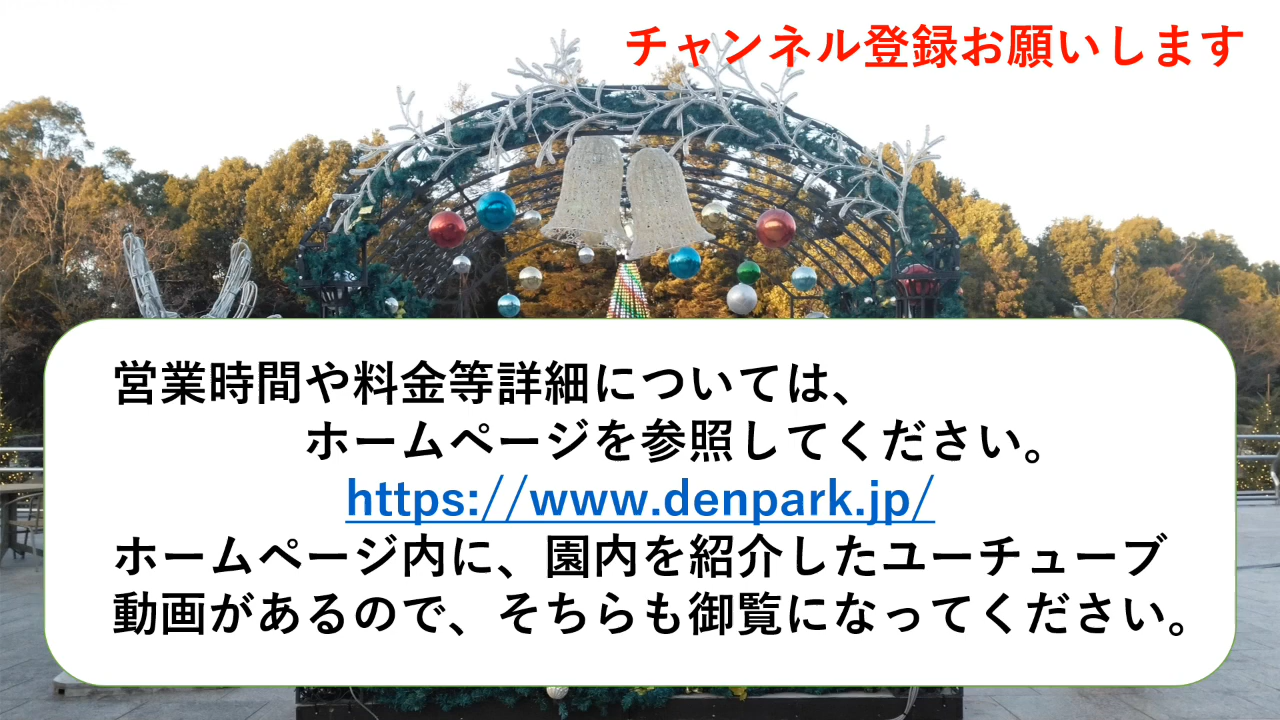 チャンネル登録お願いします
営業時間や料金等詳細については、
ホームページを参照してください。
https://www.denpark.jp/
ホームページ内に、園内を紹介したユーチューブ
動画があるので、そちらも御覧になってください。